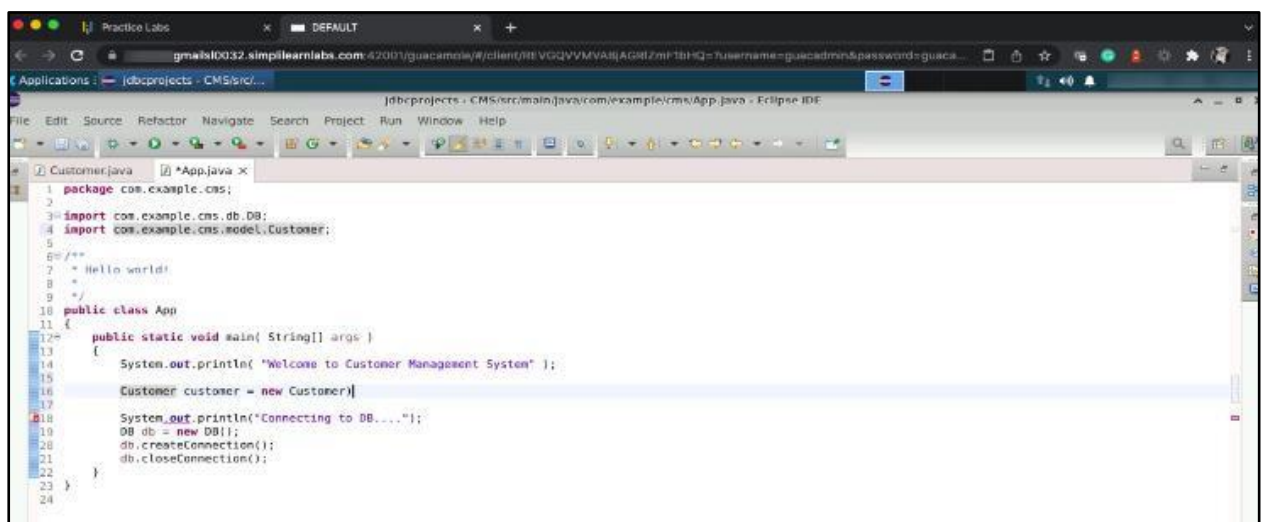 Practice Labs
DEFAULT
gmailsl0032.simplilearnlabs.com
Applications : jdbcprojects - CMS/src/...
jdbcprojects - CMS/src/main/java/com/example/cms/App.java - Eclipse IDE
File Edit Source Refactor Navigate Search Project Run Window Help
Customer.java *App.java
1 package com.example.cms;
2
3 import com.example.cms.db.DB;
4 import com.example.cms.model.Customer;
5
6 /**
7 * Hello world!
8 *
9 */
10 public class App
11 {
12 public static void main( String[] args )
13 {
14 System.out.println( "Welcome to Customer Management System" );
15
16 Customer customer = new Customer)
17
18 System.out.println("Connecting to DB....");
19 DB db = new DB();
20 db.createConnection();
21 db.closeConnection();
22 }
23 }
24